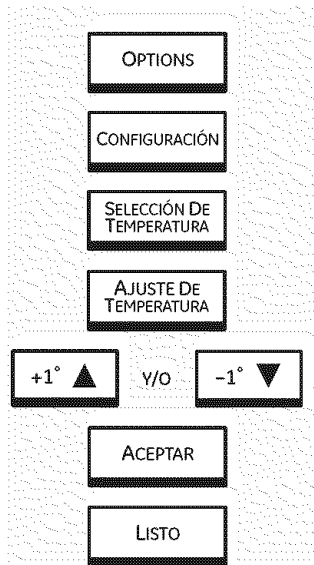 OPTIONS
CONFIGURACIÓN
SELECCIÓN DE
TEMPERATURA
AJUSTE DE
TEMPERATURA
+1° ▲ Y/O -1° ▼
ACEPTAR
LISTO